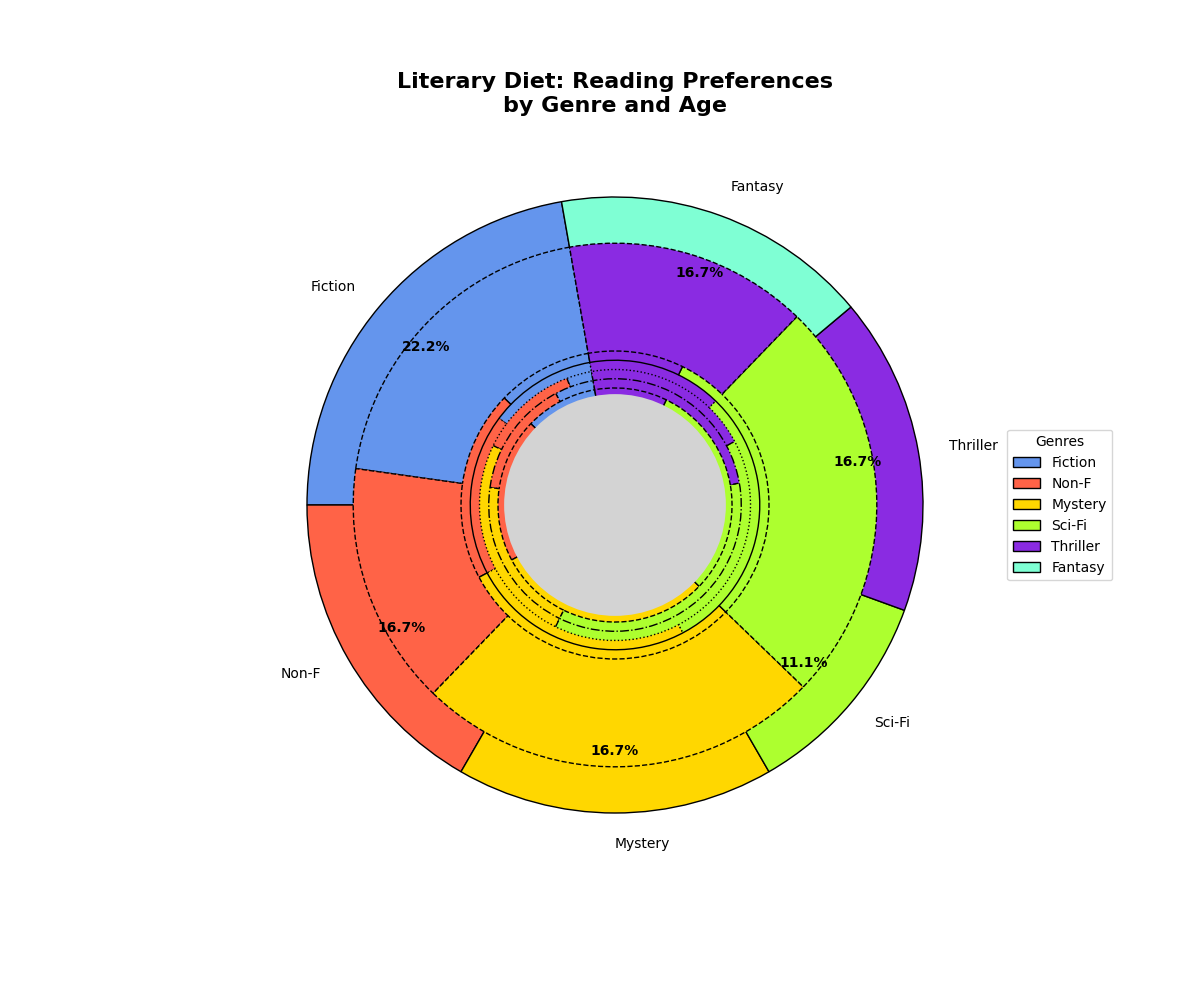 Literary Diet: Reading Preferences
by Genre and Age
Fantasy
16.7%
Fiction
22.2%
Thriller
16.7%
Genres
Fiction
Non-F
Mystery
Sci-Fi
Thriller
Fantasy
16.7%
11.1%
Non-F
Sci-Fi
16.7%
Mystery